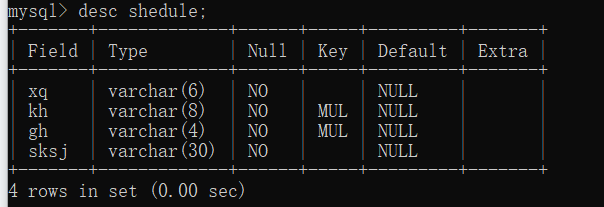 mysql> desc shedule;
+-------+-------------+------+-----+---------+-------+
| Field | Type        | Null | Key | Default | Extra |
+-------+-------------+------+-----+---------+-------+
| xq    | varchar(6)  | NO   |     | NULL    |       |
| kh    | varchar(8)  | NO   | MUL | NULL    |       |
| gh    | varchar(4)  | NO   | MUL | NULL    |       |
| sksj  | varchar(30) | NO   |     | NULL    |       |
+-------+-------------+------+-----+---------+-------+
4 rows in set (0.00 sec)